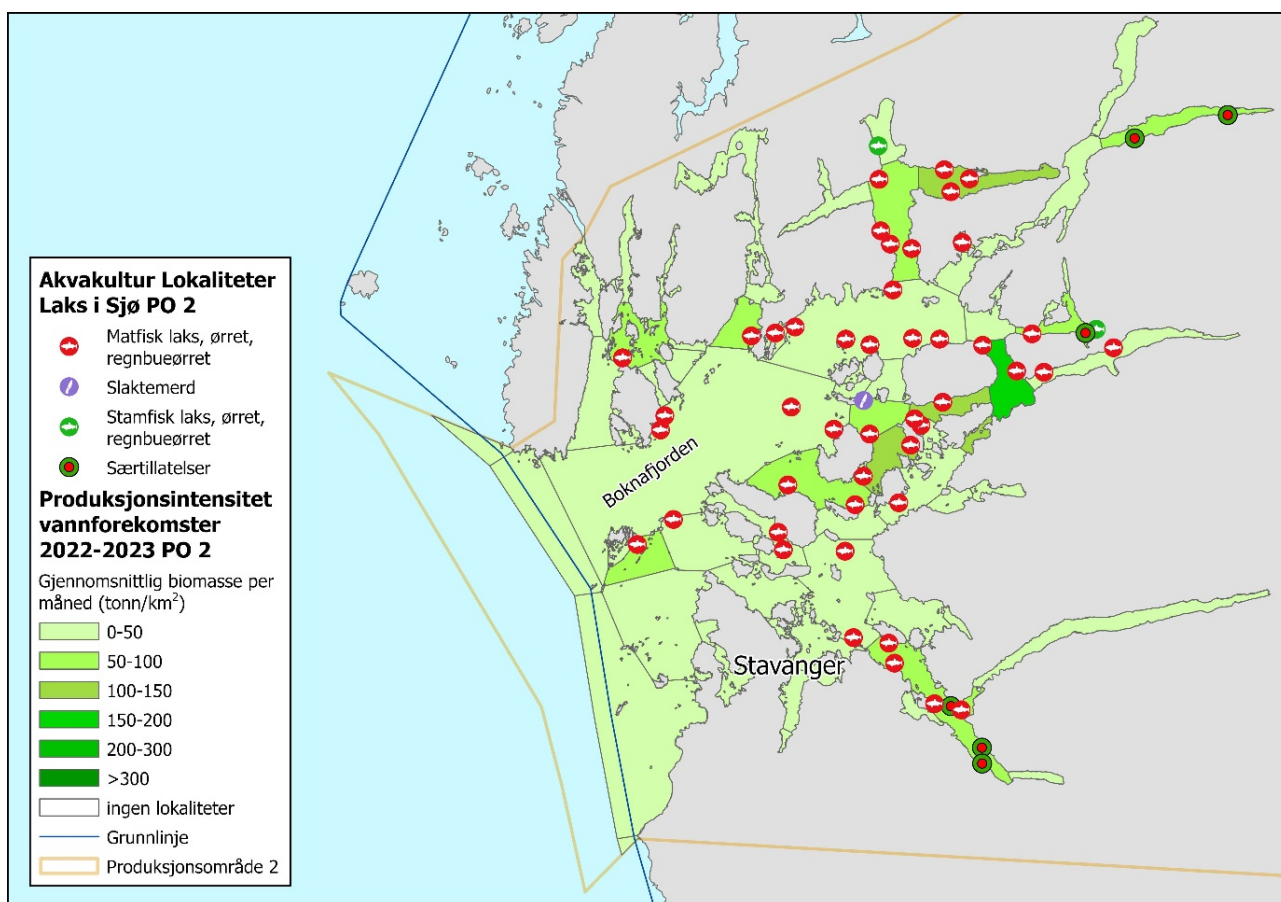 Akvakultur Lokaliteter
Laks i Sjø PO 2
Matfisk laks, ørret,
regnbueørret
Slaktemerd
Stamfisk laks, ørret,
regnbueørret
Særtillatelser
Produksjonsintensitet
vannforekomster
2022-2023 PO 2
Gjennomsnittlig biomasse per
måned (tonn/km²)
0-50
50-100
100-150
150-200
200-300
>300
ingen lokaliteter
Grunnlinje
Produksjonsområde 2
Boknafjorden
Stavanger